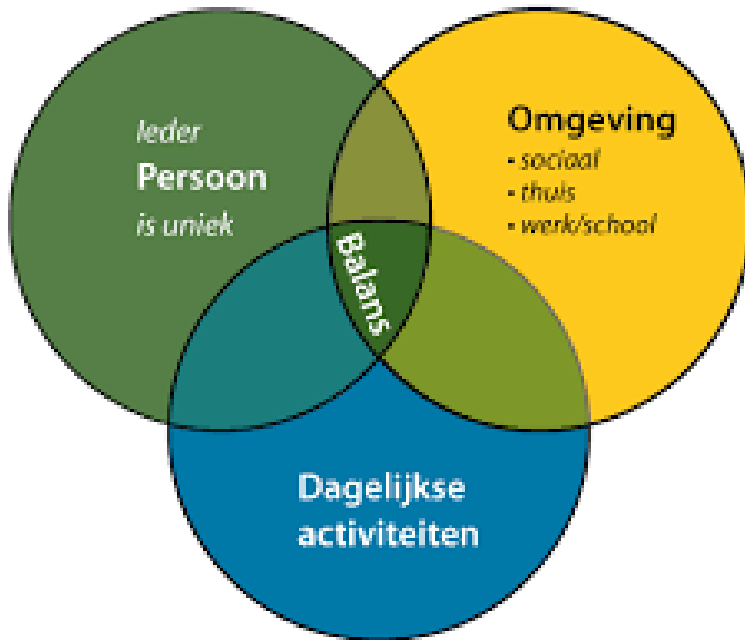 Ieder
Persoon
is uniek
Omgeving
• sociaal
• thuis
• werk/school
Balans
Dagelijkse
activiteiten